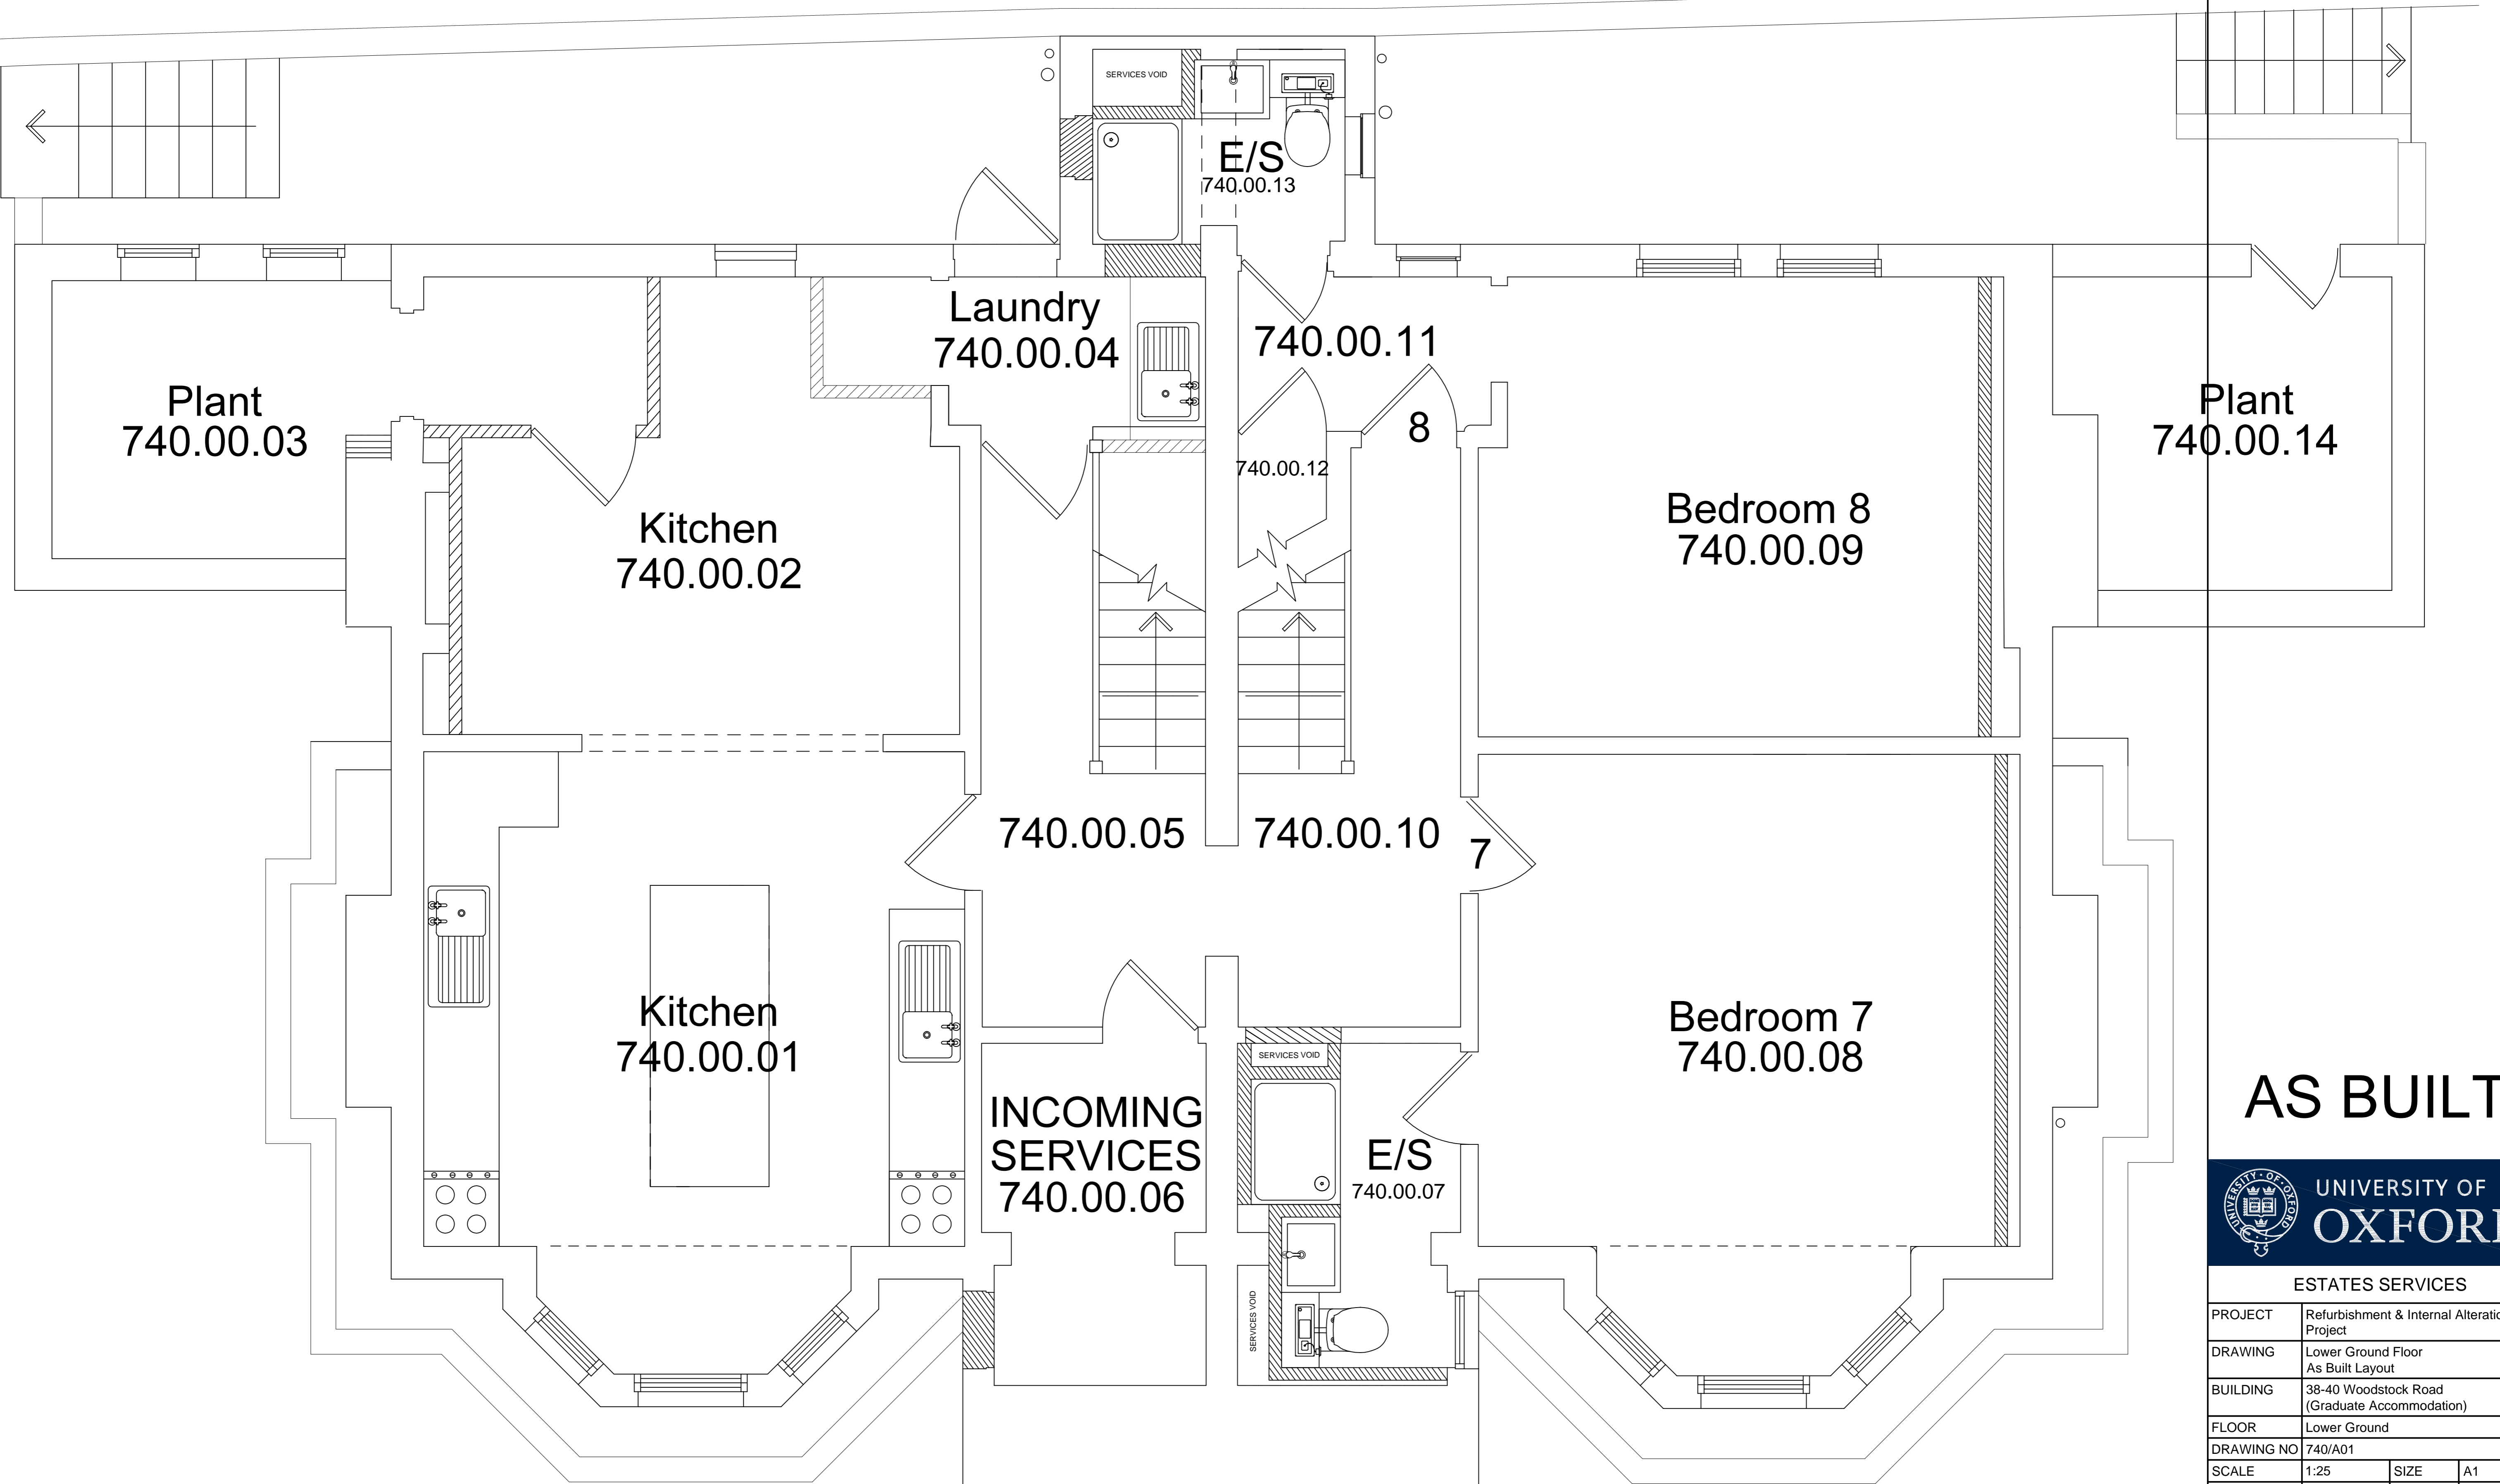 SERVICES VOID
E/S
740.00.13
Laundry
740.00.04
740.00.11
Plant
740.00.03
8
Plant
740.00.14
740.00.12
Kitchen
740.00.02
Bedroom 8
740.00.09
740.00.05
740.00.10
7
Kitchen
740.00.01
Bedroom 7
740.00.08
SERVICES VOID
INCOMING
SERVICES
740.00.06
E/S
740.00.07
SERVICES VOID
AS BUILT
UNIVERSITY · OF · OXFORD
UNIVERSITY OF
OXFORD
ESTATES SERVICES
PROJECT Refurbishment & Internal Alteratio
Project
DRAWING Lower Ground Floor
As Built Layout
BUILDING 38-40 Woodstock Road
(Graduate Accommodation)
FLOOR Lower Ground
DRAWING NO 740/A01
SCALE 1:25 SIZE A1